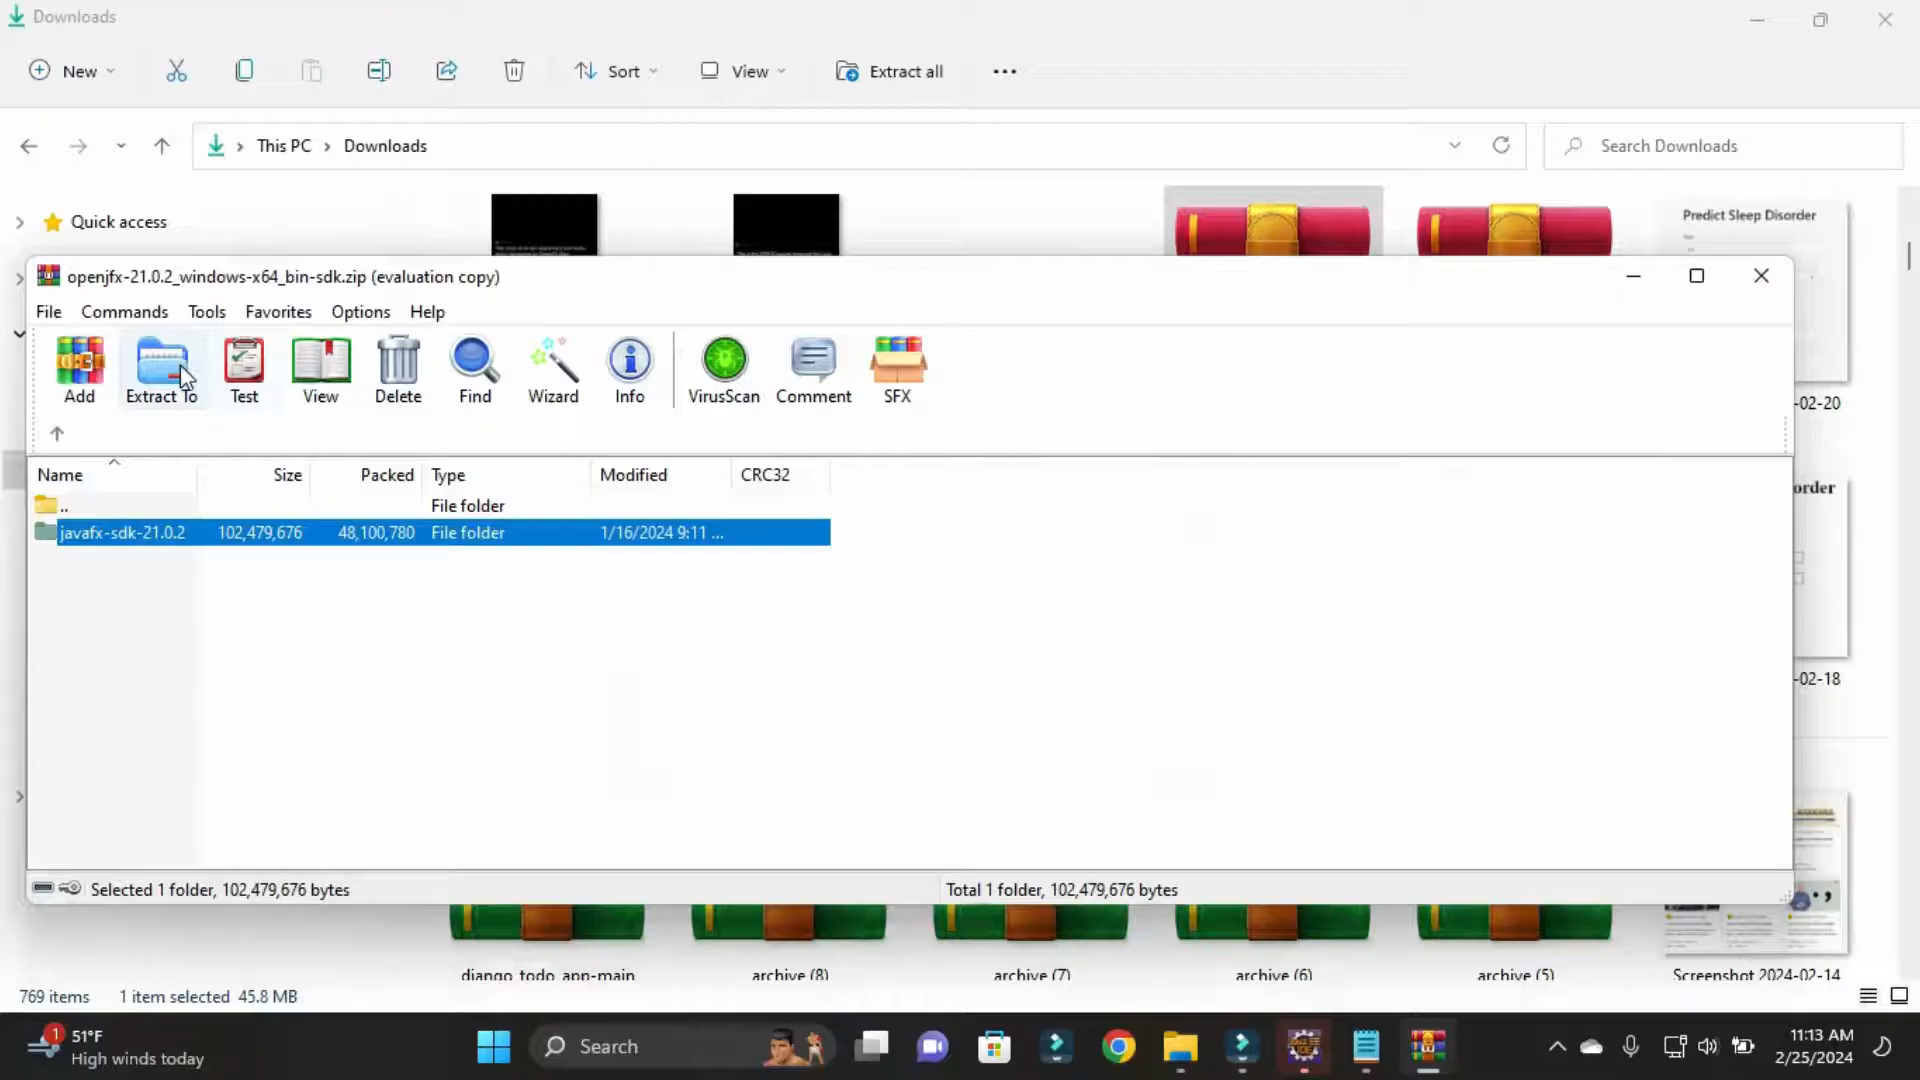 Downloads
New
Sort
View
Extract all
This PC
Downloads
Search Downloads
Quick access
Predict Sleep Disorder
openjfx-21.0.2_windows-x64_bin-sdk.zip (evaluation copy)
File Commands Tools Favorites Options Help
Add
Extract To
Test
View
Delete
Find
Wizard
Info
VirusScan
Comment
SFX
-02-20
Name Size Packed Type Modified CRC32
.. File folder
javafx-sdk-21.0.2 102,479,676 48,100,780 File folder 1/16/2024 9:11 ...
order
-02-18
Selected 1 folder, 102,479,676 bytes
Total 1 folder, 102,479,676 bytes
django_todo_app-main
archive (8)
archive (7)
archive (6)
archive (5)
Screenshot 2024-02-14
769 items 1 item selected 45.8 MB
1
51°F
High winds today
Search
11:13 AM
2/25/2024